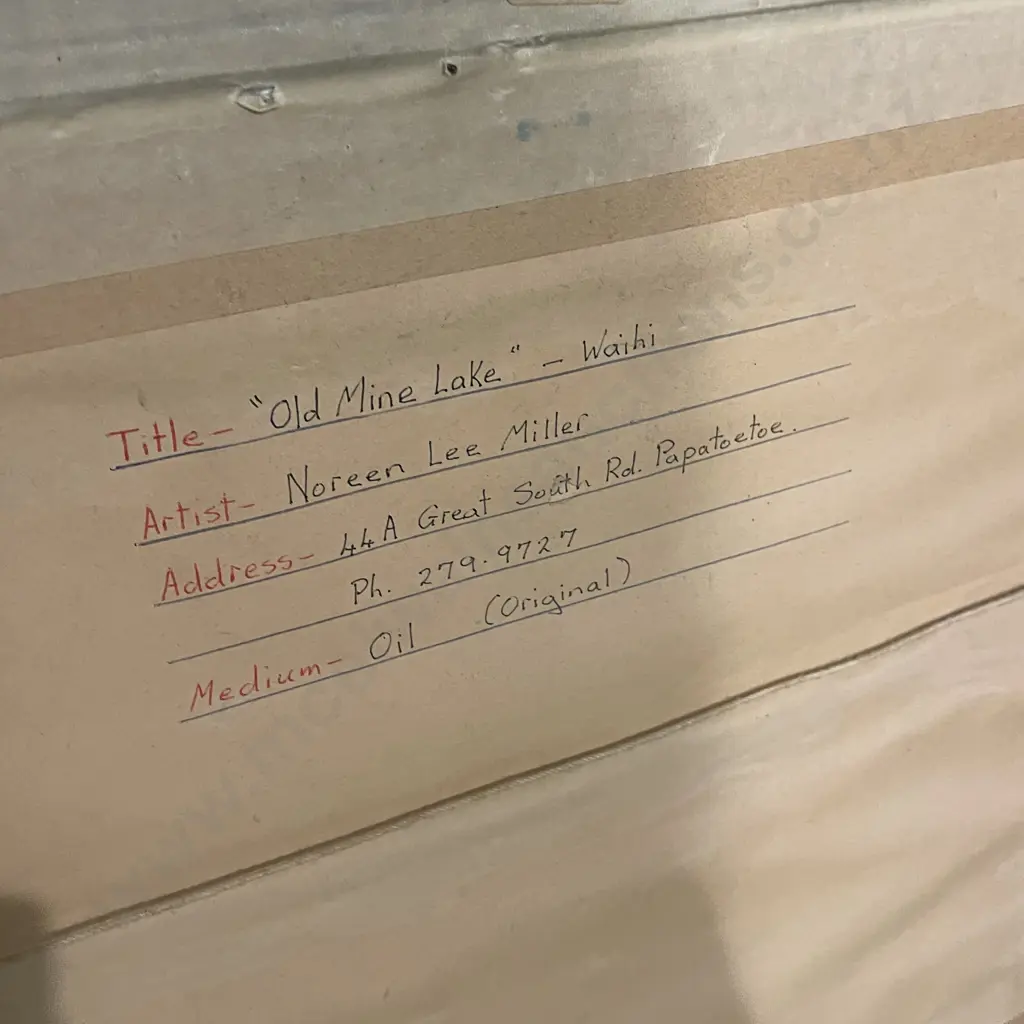 Title- "Old Mine Lake" - Waihi
Artist- Noreen Lee Miller
Address- 44A Great South Rd. Papatoetoe.
Ph. 279.9727
Medium- Oil (Original)